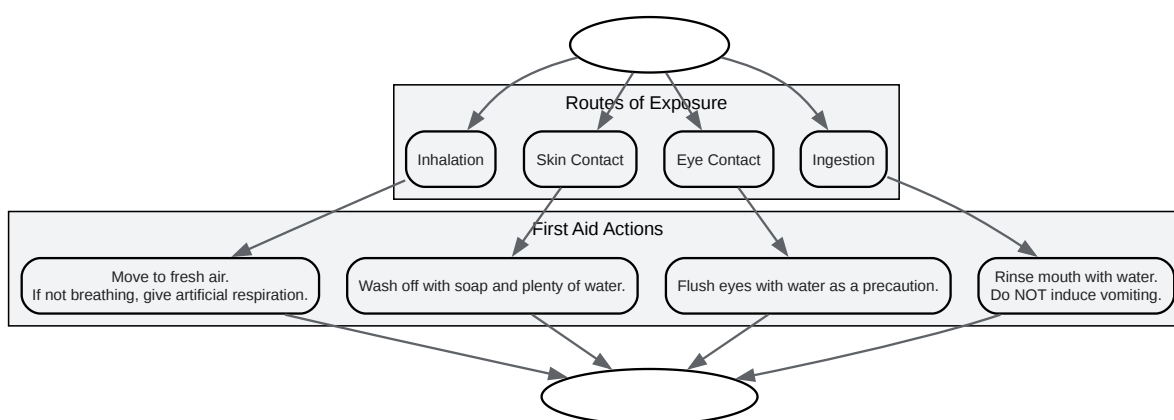 Routes of Exposure
Inhalation
Skin Contact
Eye Contact
Ingestion
First Aid Actions
Move to fresh air.
If not breathing, give artificial respiration.
Wash off with soap and plenty of water.
Flush eyes with water as a precaution.
Rinse mouth with water.
Do NOT induce vomiting.